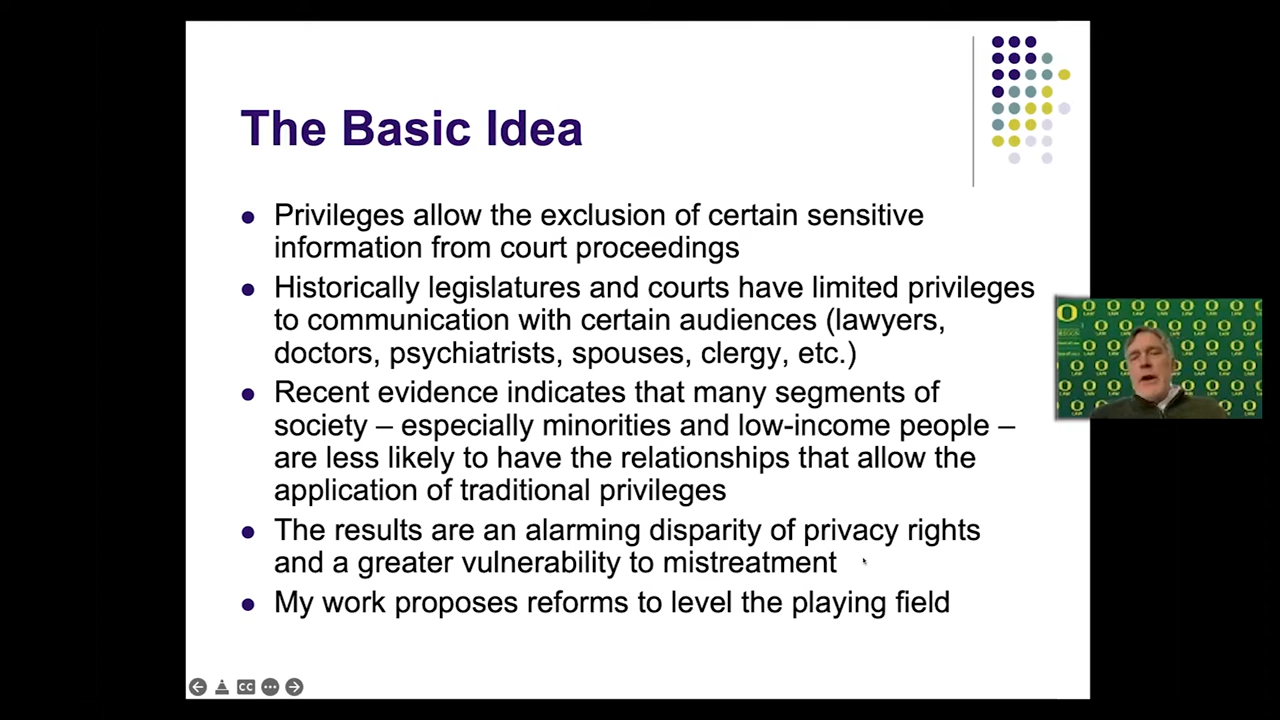 The Basic Idea
Privileges allow the exclusion of certain sensitive
information from court proceedings
Historically legislatures and courts have limited privileges
to communication with certain audiences (lawyers,
doctors, psychiatrists, spouses, clergy, etc.)
Recent evidence indicates that many segments of
society – especially minorities and low-income people –
are less likely to have the relationships that allow the
application of traditional privileges
The results are an alarming disparity of privacy rights
and a greater vulnerability to mistreatment
My work proposes reforms to level the playing field
CC
O
LAW